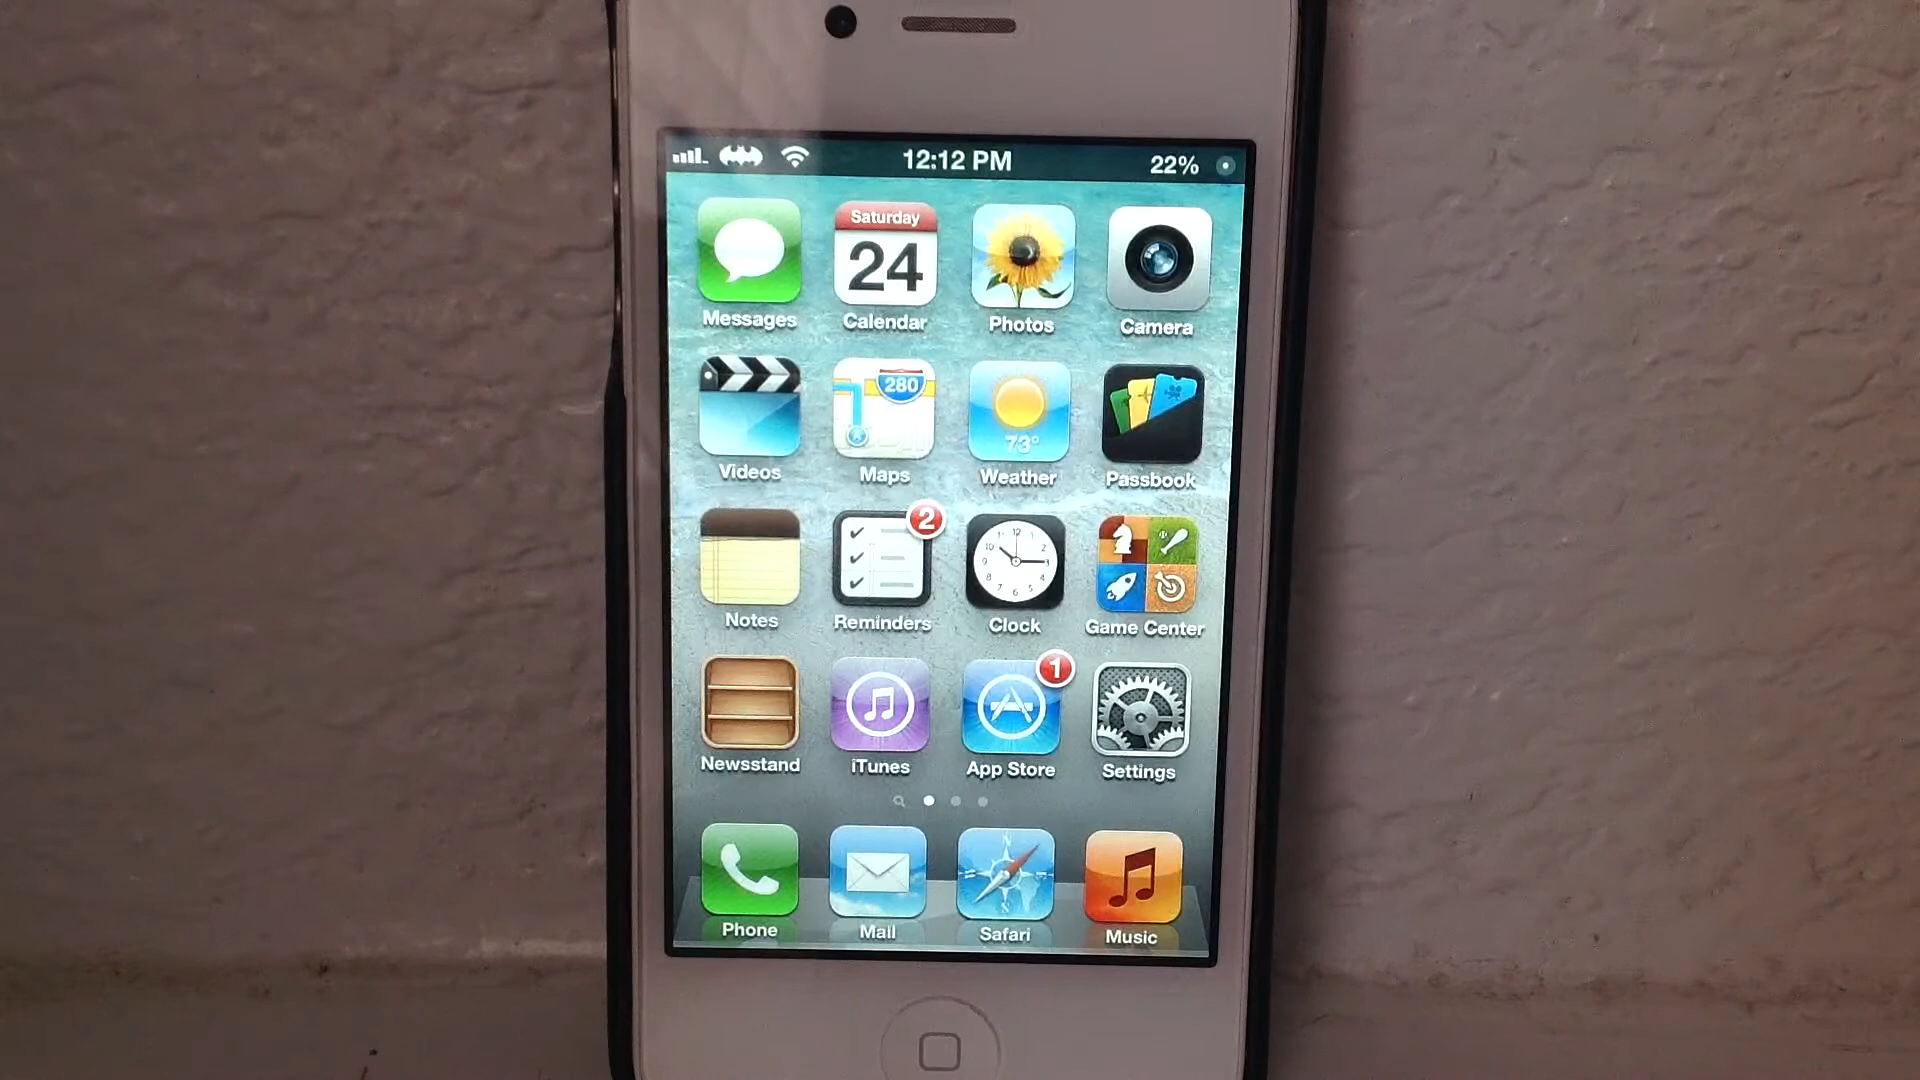 12:12 PM 22%
Saturday
24
Messages Calendar Photos Camera
280
73°
Videos Maps Weather Passbook
2
Notes Reminders Clock Game Center
1
Newsstand iTunes App Store Settings
Phone Mail Safari Music